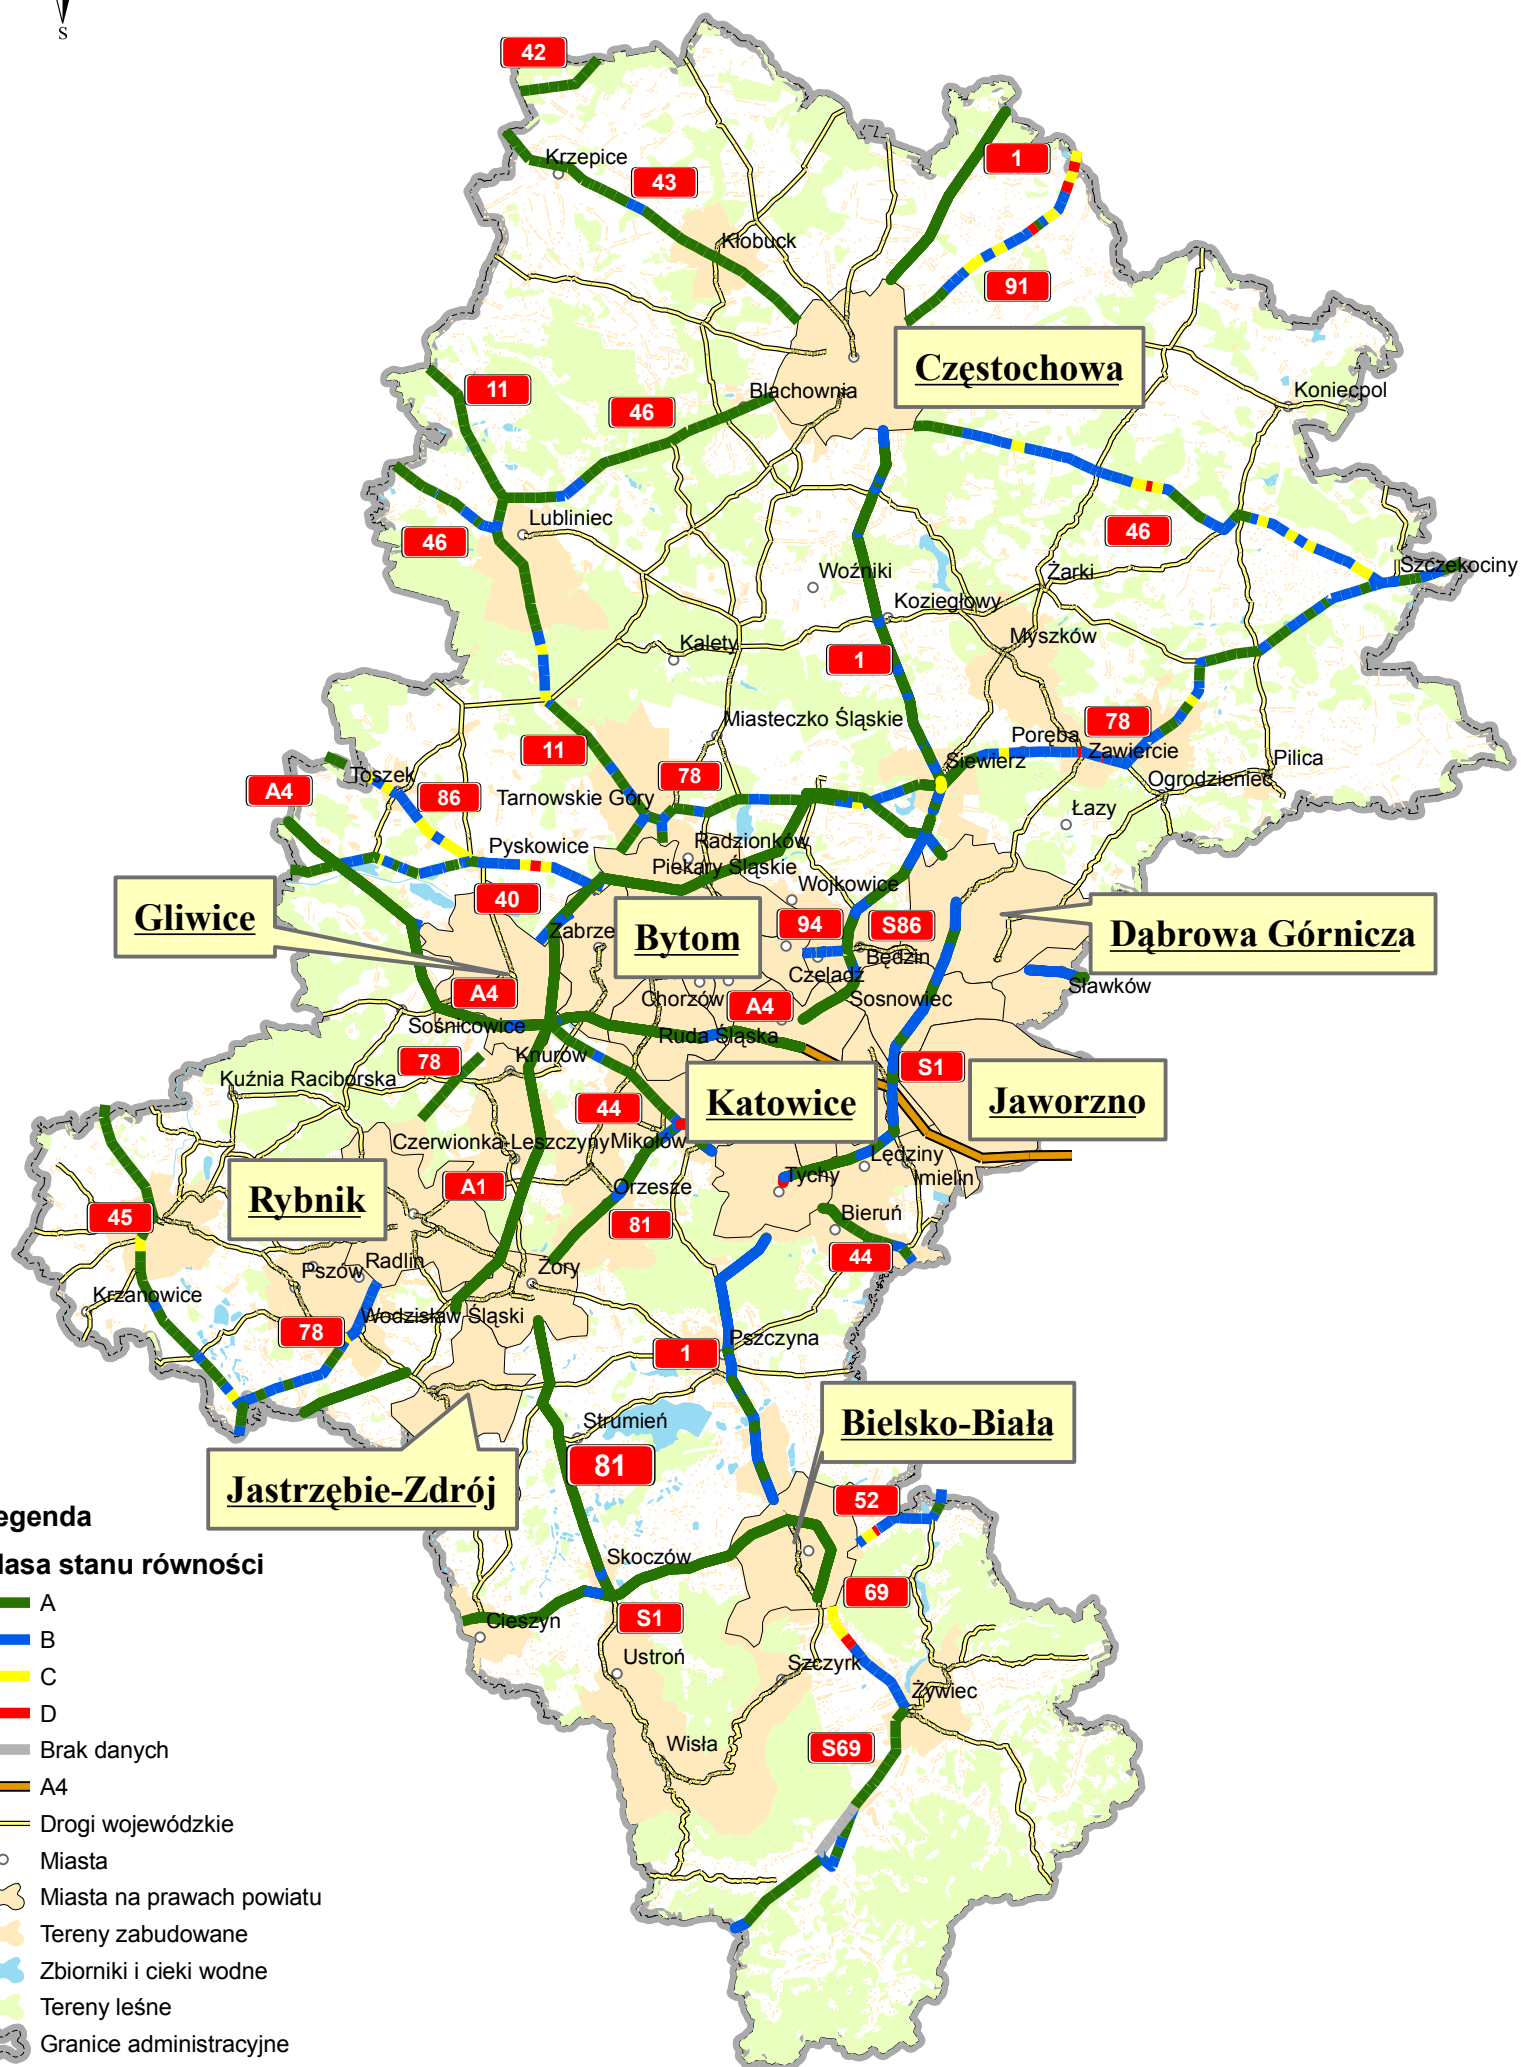 S
42
Krzepice
43
1
Kłobuck
91
Częstochowa
11
46
Blachownia
Koniecpol
Lubliniec
46
46
Szczekociny
Woźniki
Żarki
Koziegłowy
Myszków
Kalety
1
Miasteczko Śląskie
78
11
Poręba
Zawiercie
Siewierz
Pilica
78
Toszek
A4
86
Tarnowskie Góry
Ogrodzieniec
Łazy
Pyskowice
Radzionków
Piekary Śląskie
Wojkowice
40
Gliwice
Zabrze
Bytom
94
S86
Dąbrowa Górnicza
Będzin
Czeladź
Sławków
A4
Chorzów
A4
Sosnowiec
Sośnicowice
Ruda Śląska
78
Knurów
S1
Kuźnia Raciborska
44
Katowice
Jaworzno
Czerwionka-Leszczyny
Mikołów
Lędziny
Tychy
Imielin
Rybnik
A1
Orzesze
45
81
Bieruń
44
Radlin
Pszów
Żory
Krzanowice
Wodzisław Śląski
78
1
Pszczyna
Bielsko-Biała
Strumień
81
Jastrzębie-Zdrój
52
Skoczów
69
S1
Cieszyn
Ustroń
Szczyrk
Żywiec
Wisła
S69
egenda
lasa stanu równości
A
B
C
D
Brak danych
A4
Drogi wojewódzkie
Miasta
Miasta na prawach powiatu
Tereny zabudowane
Zbiorniki i cieki wodne
Tereny leśne
Granice administracyjne